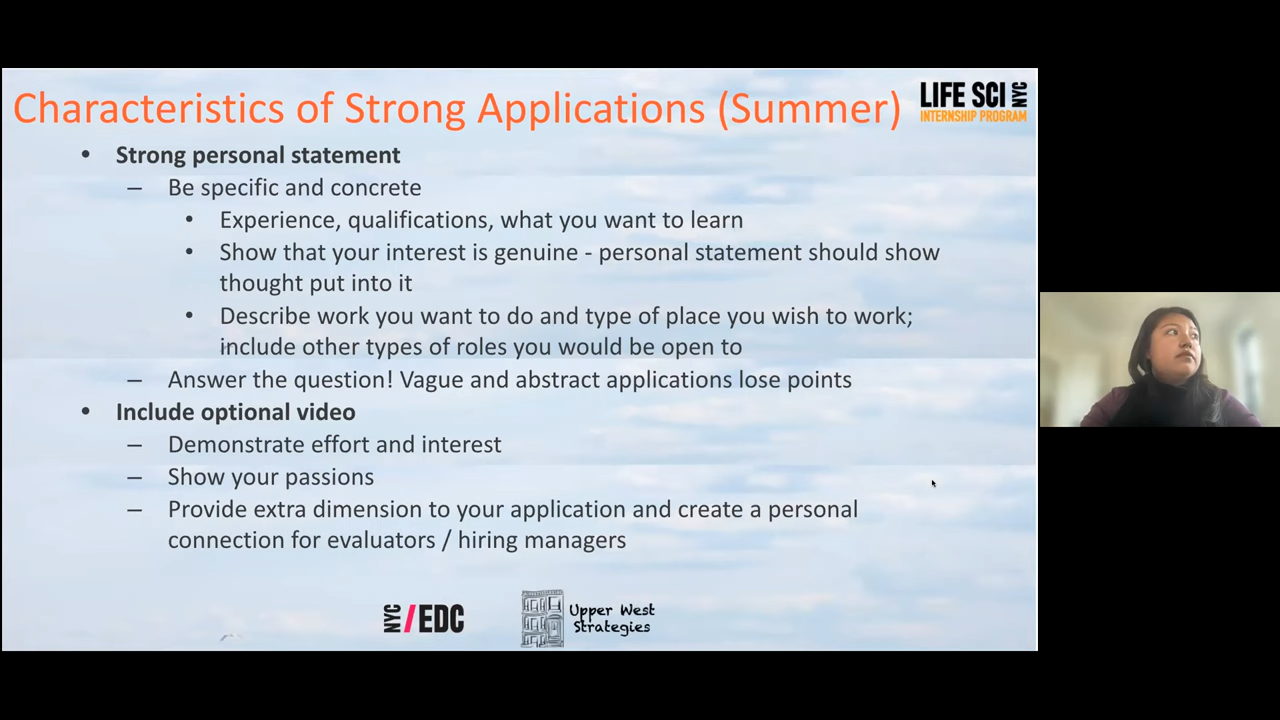 Characteristics of Strong Applications (Summer)
LIFE SCI NYC
INTERNSHIP PROGRAM
• Strong personal statement
– Be specific and concrete
• Experience, qualifications, what you want to learn
• Show that your interest is genuine - personal statement should show
thought put into it
• Describe work you want to do and type of place you wish to work;
include other types of roles you would be open to
– Answer the question! Vague and abstract applications lose points
• Include optional video
– Demonstrate effort and interest
– Show your passions
– Provide extra dimension to your application and create a personal
connection for evaluators / hiring managers
NYC/EDC
Upper West
Strategies